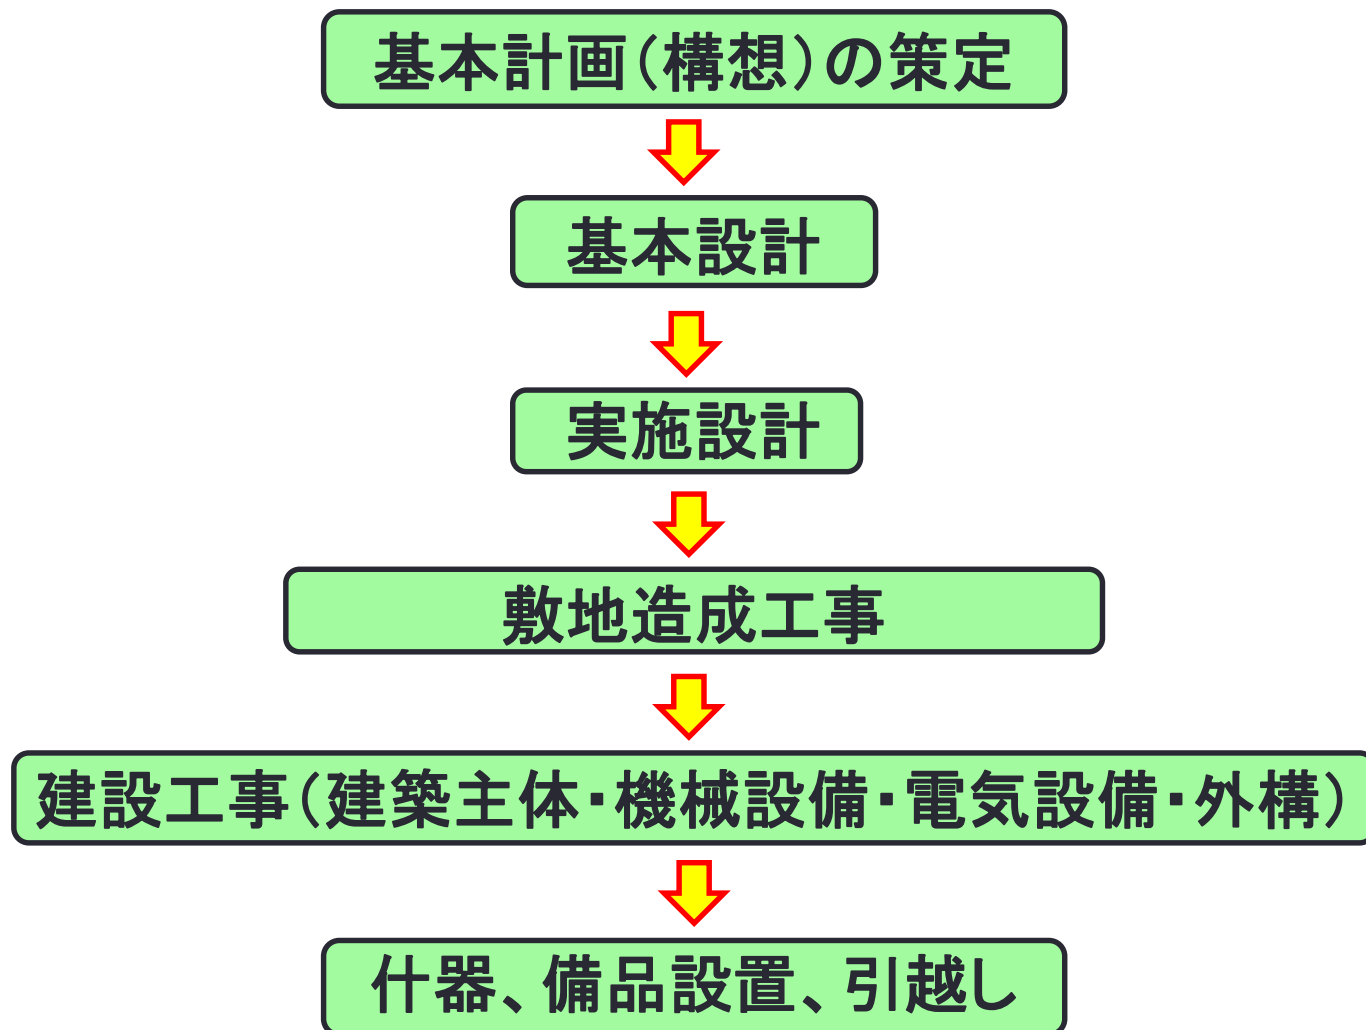 基本計画(構想)の策定
基本設計
実施設計
敷地造成工事
建設工事(建築主体・機械設備・電気設備・外構)
什器、備品設置、引越し